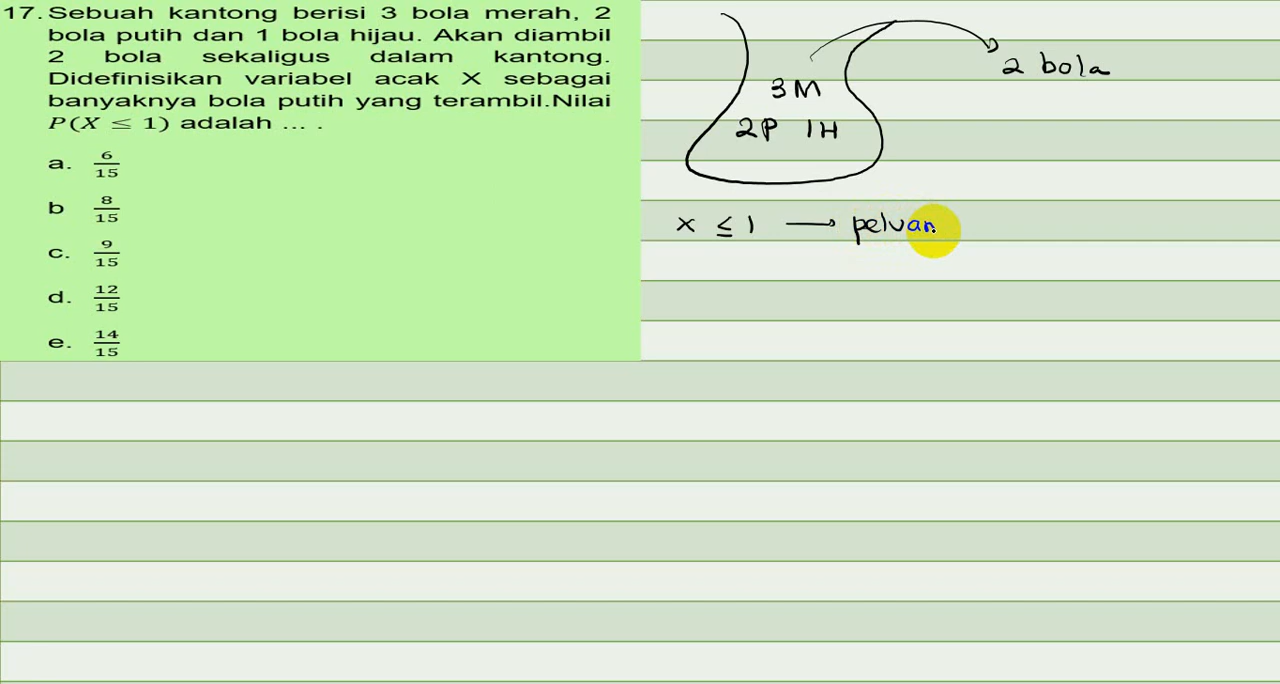 17. Sebuah kantong berisi 3 bola merah, 2
bola putih dan 1 bola hijau. Akan diambil
2 bola sekaligus dalam kantong.
Didefinisikan variabel acak X sebagai
banyaknya bola putih yang terambil.Nilai
P(X ≤ 1) adalah ... .
a. 6/15
b 8/15
c. 9/15
d. 12/15
e. 14/15
2 bola
3M
2P 1H
x ≤ 1 → peluan